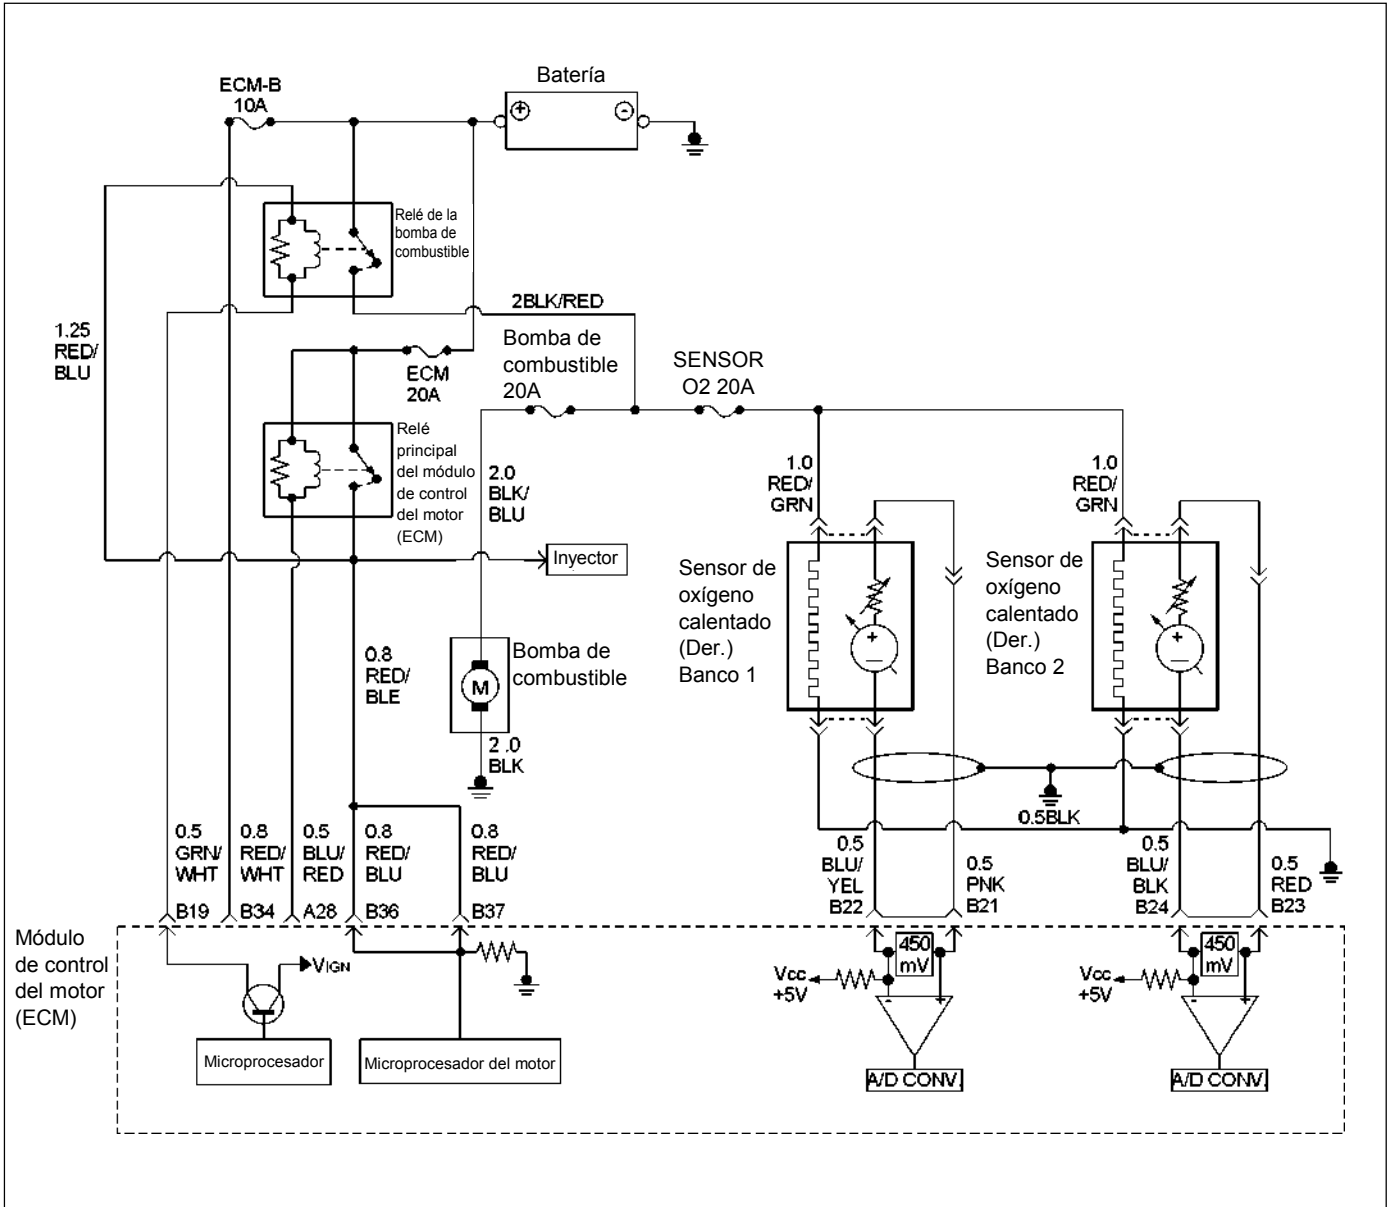 ECM-B
10A
Batería
Relé de la
bomba de
combustible
2BLK/RED
1.25
RED/
BLU
Bomba de
combustible
20A
SENSOR
O2 20A
ECM
20A
Relé
principal
del módulo
de control
del motor
(ECM)
2.0
BLK/
BLU
1.0
RED/
GRN
1.0
RED/
GRN
Inyector
Sensor de
oxígeno
calentado
(Der.)
Banco 1
Sensor de
oxígeno
calentado
(Der.)
Banco 2
0.8
RED/
BLE
Bomba de
combustible
M
2 .0
BLK
0.5BLK
0.5
GRN/
WHT
B19
0.8
RED/
WHT
B34
0.5
BLU/
RED
A28
0.8
RED/
BLU
B36
0.8
RED/
BLU
B37
0.5
BLU/
YEL
B22
0.5
PNK
B21
0.5
BLU/
BLK
B24
0.5
RED
B23
Módulo
de control
del motor
(ECM)
VIGN
Microprocesador
Microprocesador del motor
450
mV
Vcc
+5V
A/D CONV.
450
mV
Vcc
+5V
A/D CONV.